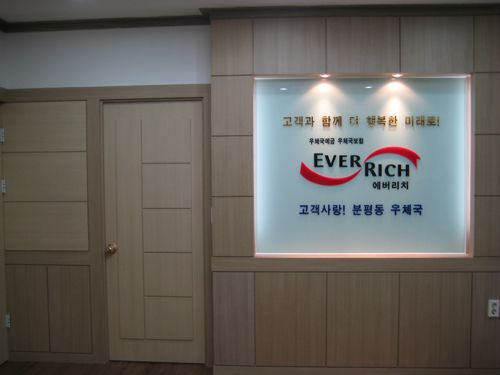 고객과 함께 더 행복한 미래로!
우체국예금 우체국보험
EVER RICH
에버리치
고객사랑! 분평동 우체국